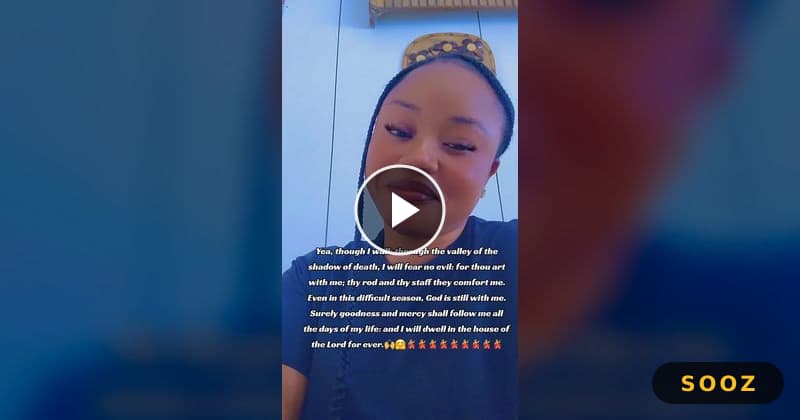 Yea, though I walk through the valley of the
shadow of death, I will fear no evil: for thou art
with me; thy rod and thy staff they comfort me.
Even in this difficult season, God is still with me.
Surely goodness and mercy shall follow me all
the days of my life: and I will dwell in the house of
the Lord for ever.🙌🤗💃💃💃💃💃💃💃💃💃
SOOZ